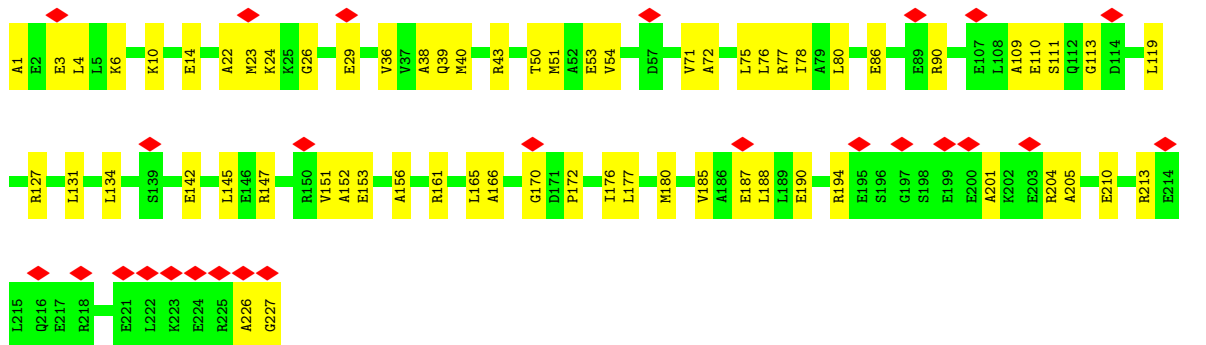 A1 E2 E3 L4 L5 K6 K10 E14 A22 M23 K24 K25 G26 E29 V36 V37 A38 Q39 M40 R43 T50 M51 A52 E53 V54 D57 V71 A72 L75 L76 R77 I78 A79 L80 E86 E89 R90 E107 L108 A109 E110 S111 Q112 G113 D114 L119
R127 L131 L134 S139 E142 L145 E146 R147 R150 V151 A152 E153 A156 R161 L165 A166 G170 D171 P172 I176 L177 M180 V185 A186 E187 L188 L189 E190 R194 E195 S196 G197 S198 E199 E200 A201 K202 E203 R204 A205 E210 R213 E214
L215 Q216 E217 R218 E221 L222 K223 E224 R225 A226 G227